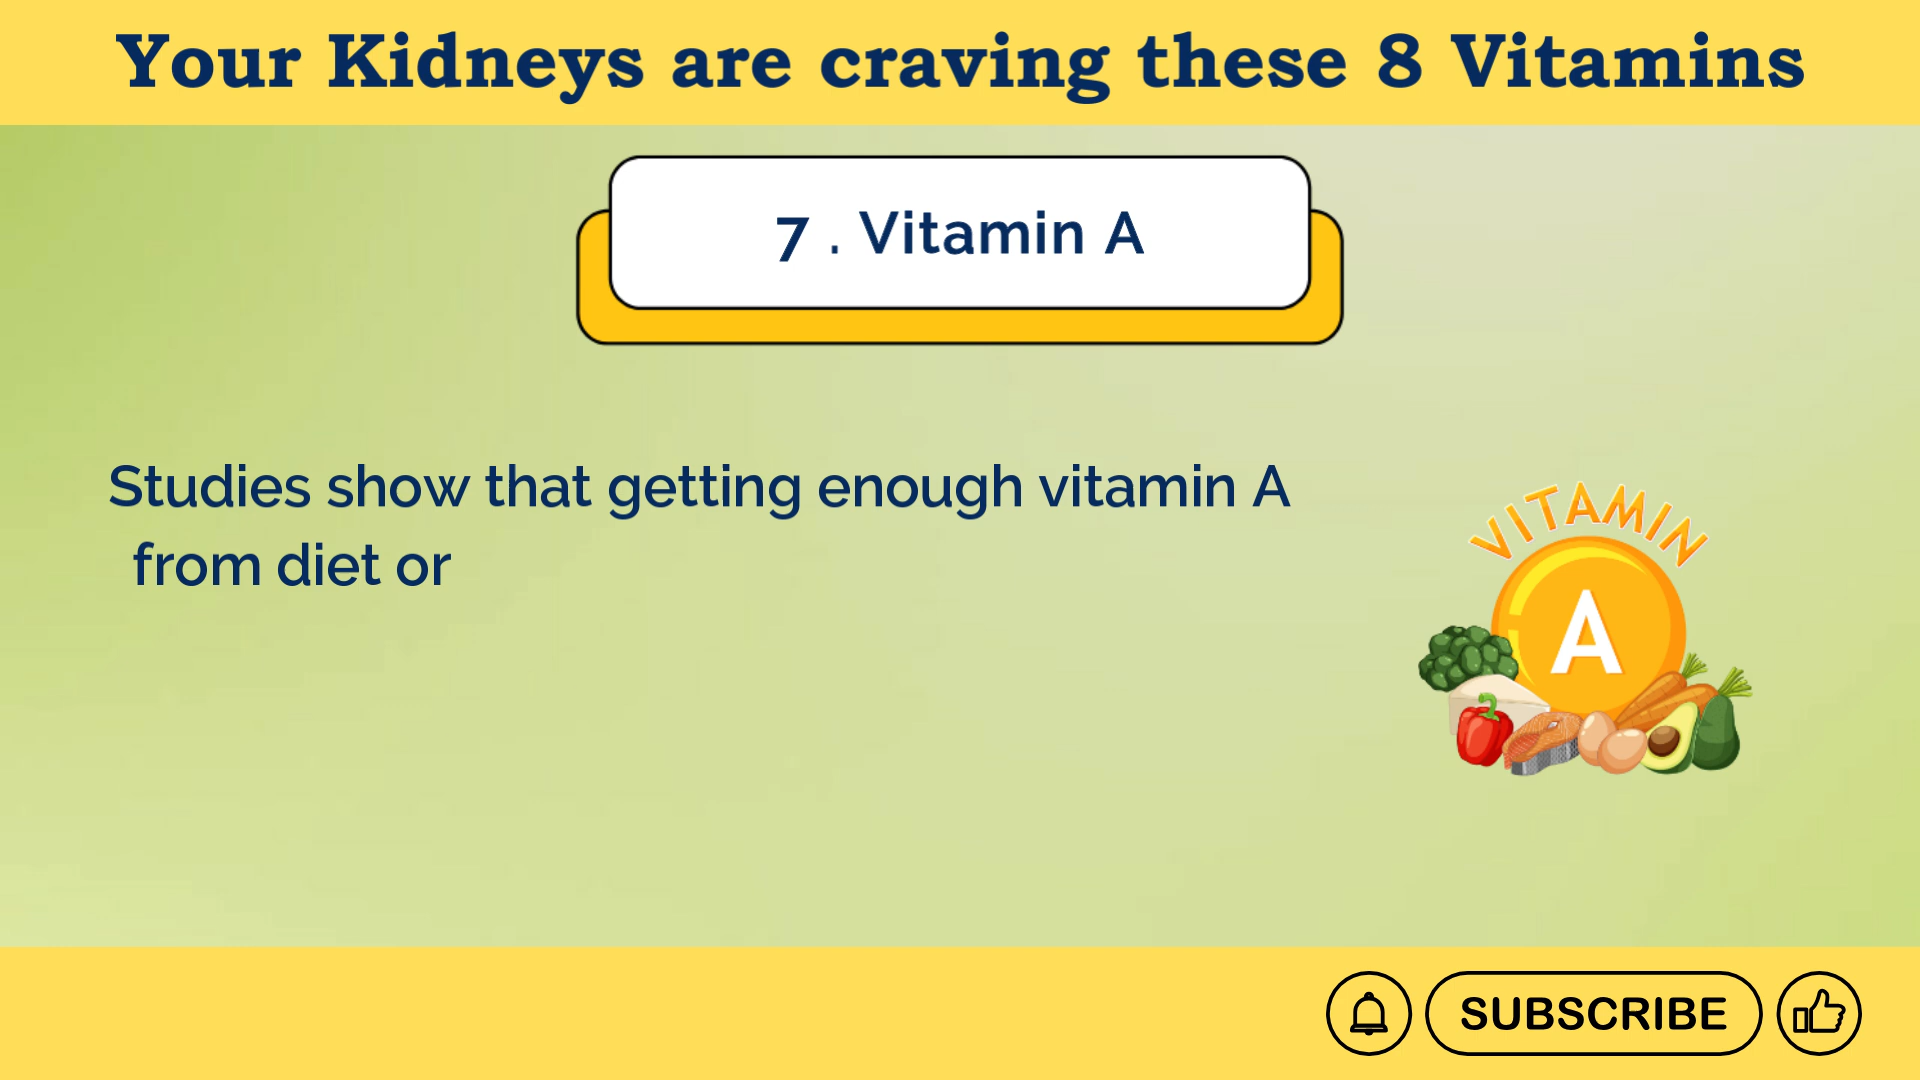 Your Kidneys are craving these 8 Vitamins
7 . Vitamin A
Studies show that getting enough vitamin A
from diet or
VITAMIN
A
SUBSCRIBE